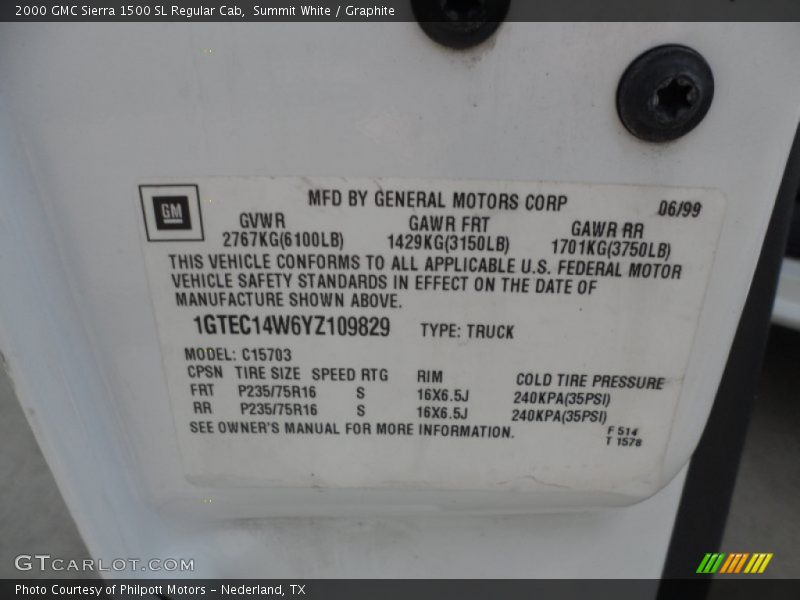 2000 GMC Sierra 1500 SL Regular Cab,  Summit White / Graphite
GM
MFD BY GENERAL MOTORS CORP 06/99
GVWR GAWR FRT GAWR RR
2767KG(6100LB) 1429KG(3150LB) 1701KG(3750LB)
THIS VEHICLE CONFORMS TO ALL APPLICABLE U.S. FEDERAL MOTOR
VEHICLE SAFETY STANDARDS IN EFFECT ON THE DATE OF
MANUFACTURE SHOWN ABOVE.
1GTEC14W6YZ109829 TYPE: TRUCK
MODEL: C15703
CPSN TIRE SIZE SPEED RTG RIM COLD TIRE PRESSURE
FRT P235/75R16 S 16X6.5J 240KPA(35PSI)
RR P235/75R16 S 16X6.5J 240KPA(35PSI)
SEE OWNER'S MANUAL FOR MORE INFORMATION.
F 514
T 1578
GTCARLOT.COM
Photo Courtesy of Philpott Motors - Nederland, TX